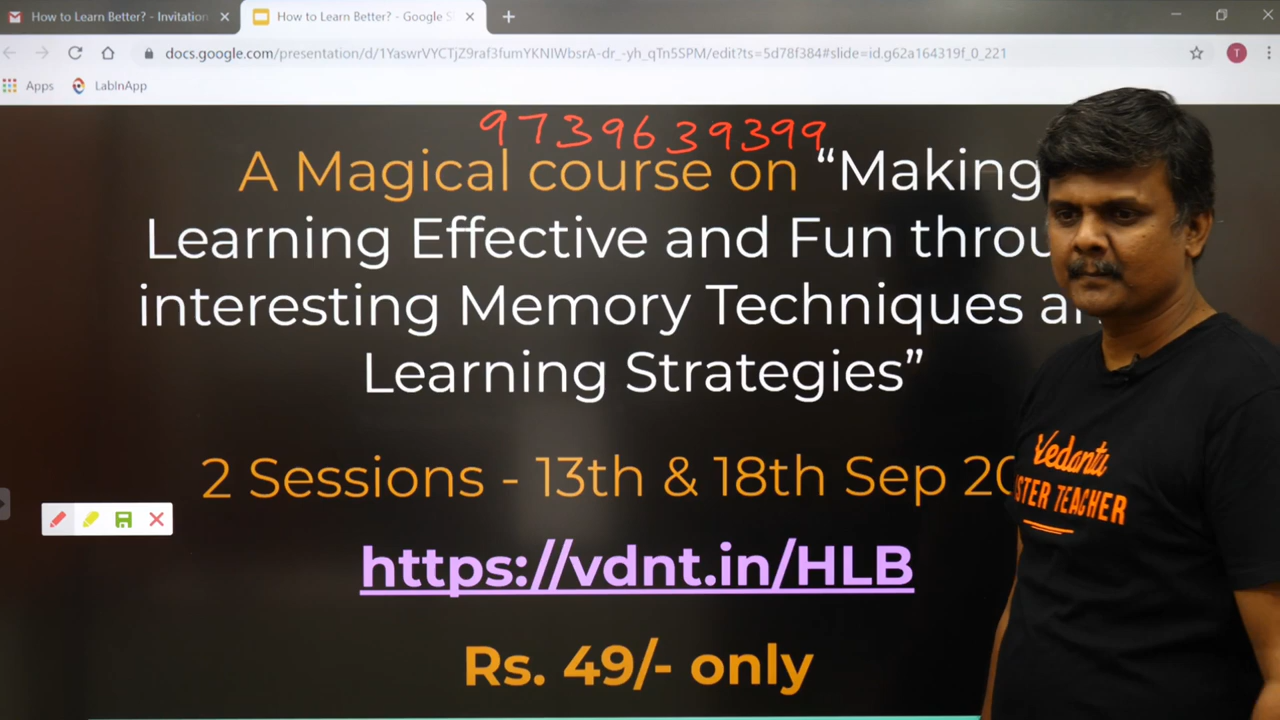 How to Learn Better? - Invitation
How to Learn Better? - Google S
docs.google.com/presentation/d/1YaswrVYCTjZ9raf3fumYKNIWbsrA-dr_-yh_qTn5SPM/edit?ts=5d78f384#slide=id.g62a164319f_0_221
T
Apps
LabInApp
9739639399
A Magical course on “Making
Learning Effective and Fun throu
interesting Memory Techniques a
Learning Strategies”
2 Sessions - 13th & 18th Sep 20
https://vdnt.in/HLB
Rs. 49/- only
Vedantu
STER TEACHER